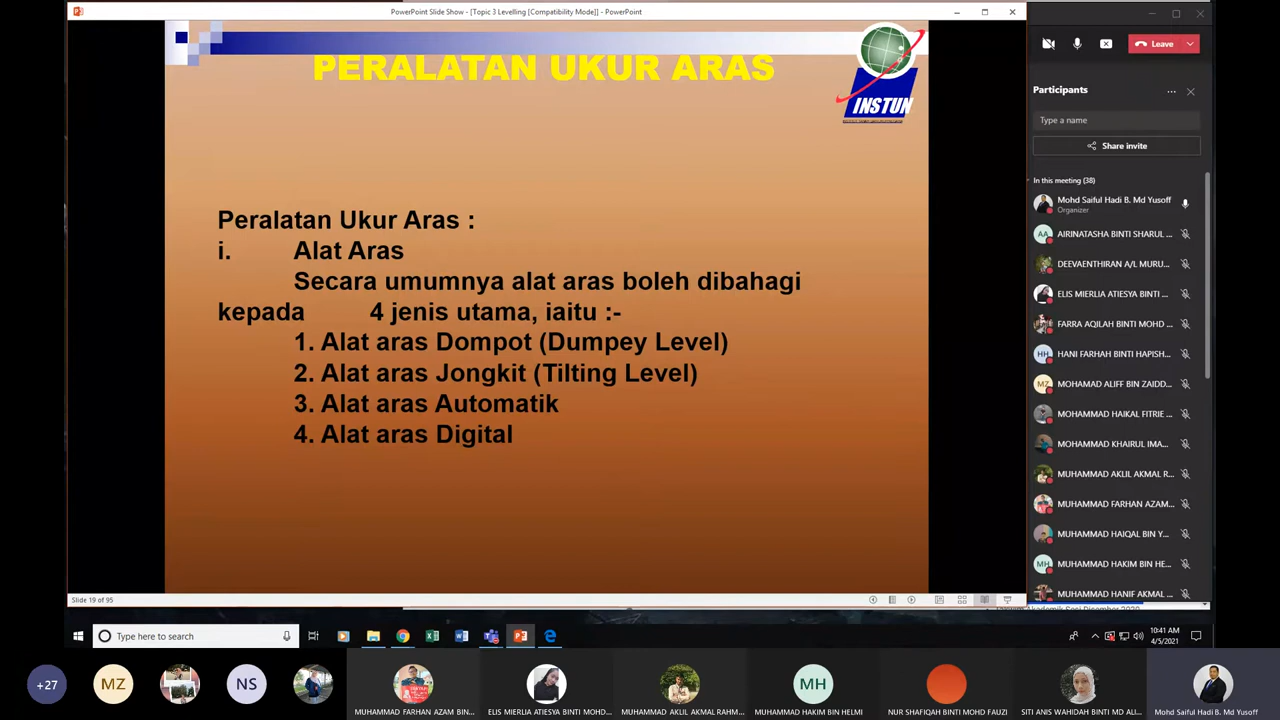 PowerPoint Slide Show - [Topic 3 Levelling [Compatibility Mode]] - PowerPoint
PERALATAN UKUR ARAS
INSTUN
Peralatan Ukur Aras :
i. Alat Aras
Secara umumnya alat aras boleh dibahagi
kepada 4 jenis utama, iaitu :-
1. Alat aras Dompot (Dumpey Level)
2. Alat aras Jongkit (Tilting Level)
3. Alat aras Automatik
4. Alat aras Digital
Slide 19 of 95
Leave
Participants
Type a name
Share invite
In this meeting (38)
Mohd Saiful Hadi B. Md Yusoff
Organizer
AA AIRINATASHA BINTI SHARUL ...
DEEVAENTHIRAN A/L MURU...
ELIS MIERLIA ATIESYA BINTI ...
FARRA AQILAH BINTI MOHD ...
HH HANI FARHAH BINTI HAPISH...
MZ MOHAMAD ALIFF BIN ZAIDD...
MOHAMMAD HAIKAL FITRIE ...
MOHAMMAD KHAIRUL IMA...
MUHAMMAD AKLIL AKMAL R...
MUHAMMAD FARHAN AZAM...
MUHAMMAD HAIQAL BIN Y...
MH MUHAMMAD HAKIM BIN HE...
MUHAMMAD HANIF AKMAL ...
Type here to search
10:41 AM
4/5/2021
+27
MZ
NS
MUHAMMAD FARHAN AZAM BIN...
ELIS MIERLIA ATIESYA BINTI MOHD...
MUHAMMAD AKLIL AKMAL RAHM...
MH
MUHAMMAD HAKIM BIN HELMI
NUR SHAFIQAH BINTI MOHD FAUZI
SITI ANIS WAHIDAH BINTI MD ALI...
Mohd Saiful Hadi B. Md Yusoff